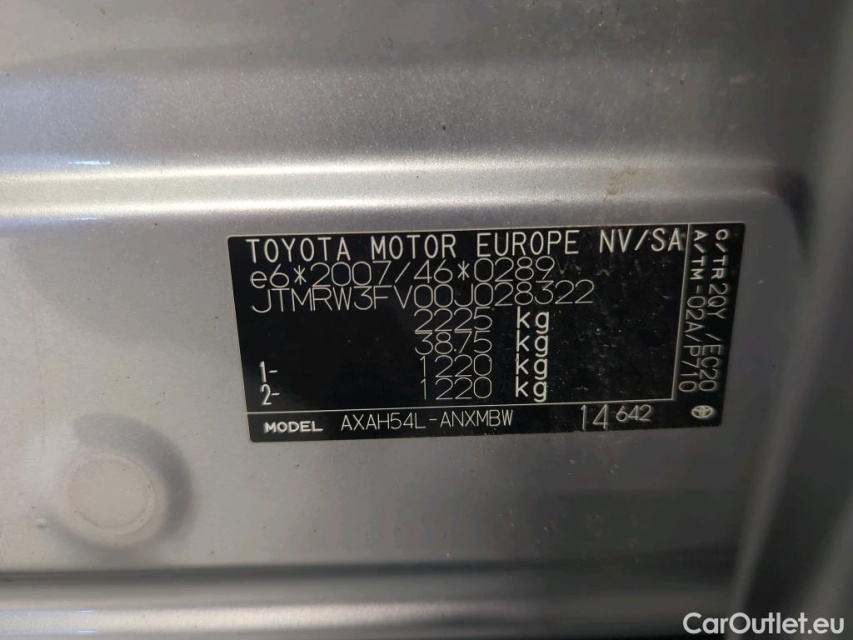 TOYOTA MOTOR EUROPE NV/SA
e6*2007/46*0289
JTMRW3FV00J028322
2225 kg
3875 kg
1- 1220 kg
2- 1220 kg
MODEL AXAH54L-ANXMBW 14 642
C/TR 2QY /EC20
A/TM-02A/P710
CarOutlet.eu